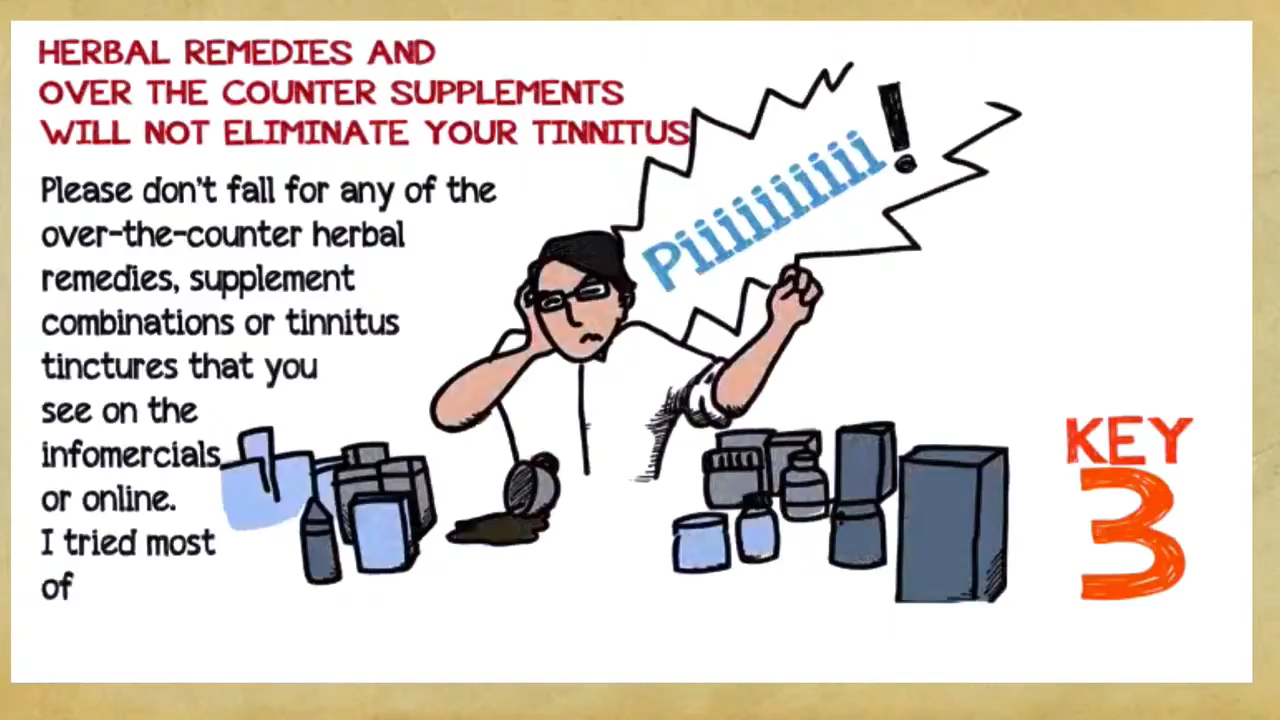 HERBAL REMEDIES AND
OVER THE COUNTER SUPPLEMENTS
WILL NOT ELIMINATE YOUR TINNITUS
Piiiiiiiii!
Please don't fall for any of the
over-the-counter herbal
remedies, supplement
combinations or tinnitus
tinctures that you
see on the
infomercials
or online.
I tried most
of
KEY
3